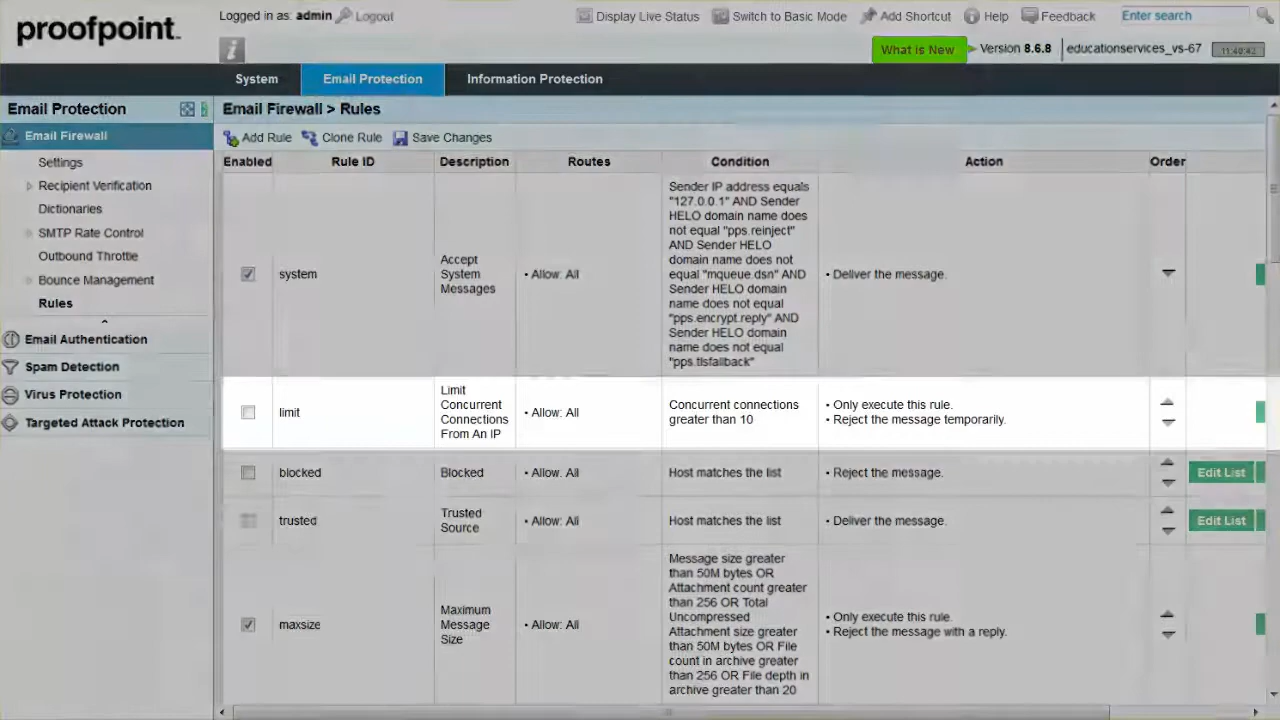 proofpoint.
Logged in as: admin Logout
Display Live Status Switch to Basic Mode Add Shortcut Help Feedback Enter search
What is New Version 8.6.8 educationservices_vs-67 11:40:42
System Email Protection Information Protection
Email Protection
Email Firewall
Settings
Recipient Verification
Dictionaries
SMTP Rate Control
Outbound Throttle
Bounce Management
Rules
Email Authentication
Spam Detection
Virus Protection
Targeted Attack Protection
Email Firewall > Rules
Add Rule Clone Rule Save Changes
Enabled Rule ID Description Routes Condition Action Order
system
Accept
System
Messages
• Allow: All
Sender IP address equals
"127.0.0.1" AND Sender
HELO domain name does
not equal "pps.reinject"
AND Sender HELO
domain name does not
equal "mqueue.dsn" AND
Sender HELO domain
name does not equal
"pps.encrypt.reply" AND
Sender HELO domain
name does not equal
"pps.tlsfallback"
• Deliver the message.
limit
Limit
Concurrent
Connections
From An IP
• Allow: All
Concurrent connections
greater than 10
• Only execute this rule.
• Reject the message temporarily.
blocked
Blocked
• Allow: All
Host matches the list
• Reject the message.
Edit List
trusted
Trusted
Source
• Allow: All
Host matches the list
• Deliver the message.
Edit List
maxsize
Maximum
Message
Size
• Allow: All
Message size greater
than 50M bytes OR
Attachment count greater
than 256 OR Total
Uncompressed
Attachment size greater
than 50M bytes OR File
count in archive greater
than 256 OR File depth in
archive greater than 20
• Only execute this rule.
• Reject the message with a reply.